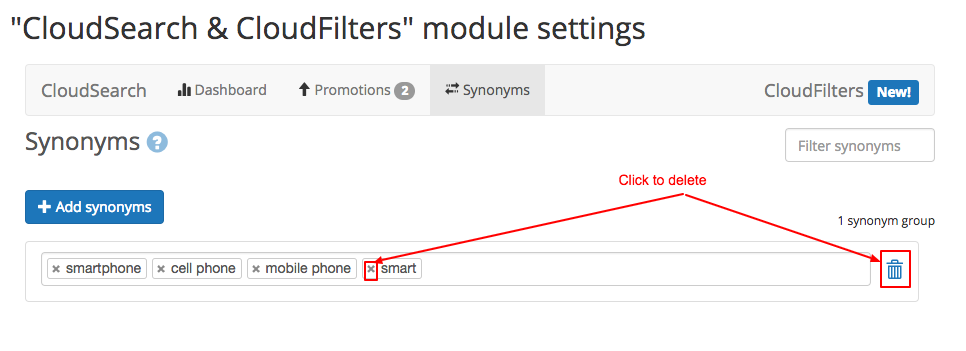 "CloudSearch & CloudFilters" module settings
CloudSearch Dashboard Promotions 2 Synonyms CloudFilters New!
Synonyms ? Filter synonyms
Click to delete
+ Add synonyms
1 synonym group
× smartphone × cell phone × mobile phone × smart